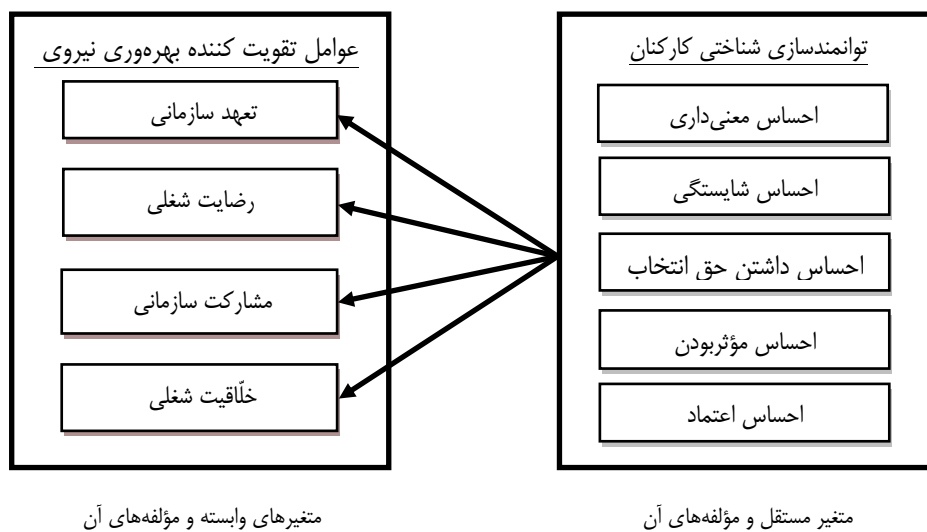 توانمندسازی شناختی کارکنان
احساس معنی‌داری
احساس شایستگی
احساس داشتن حق انتخاب
احساس مؤثربودن
احساس اعتماد
متغیر مستقل و مؤلفه‌های آن
عوامل تقویت کننده بهره‌وری نیروی
تعهد سازمانی
رضایت شغلی
مشارکت سازمانی
خلّاقیت شغلی
متغیرهای وابسته و مؤلفه‌های آن